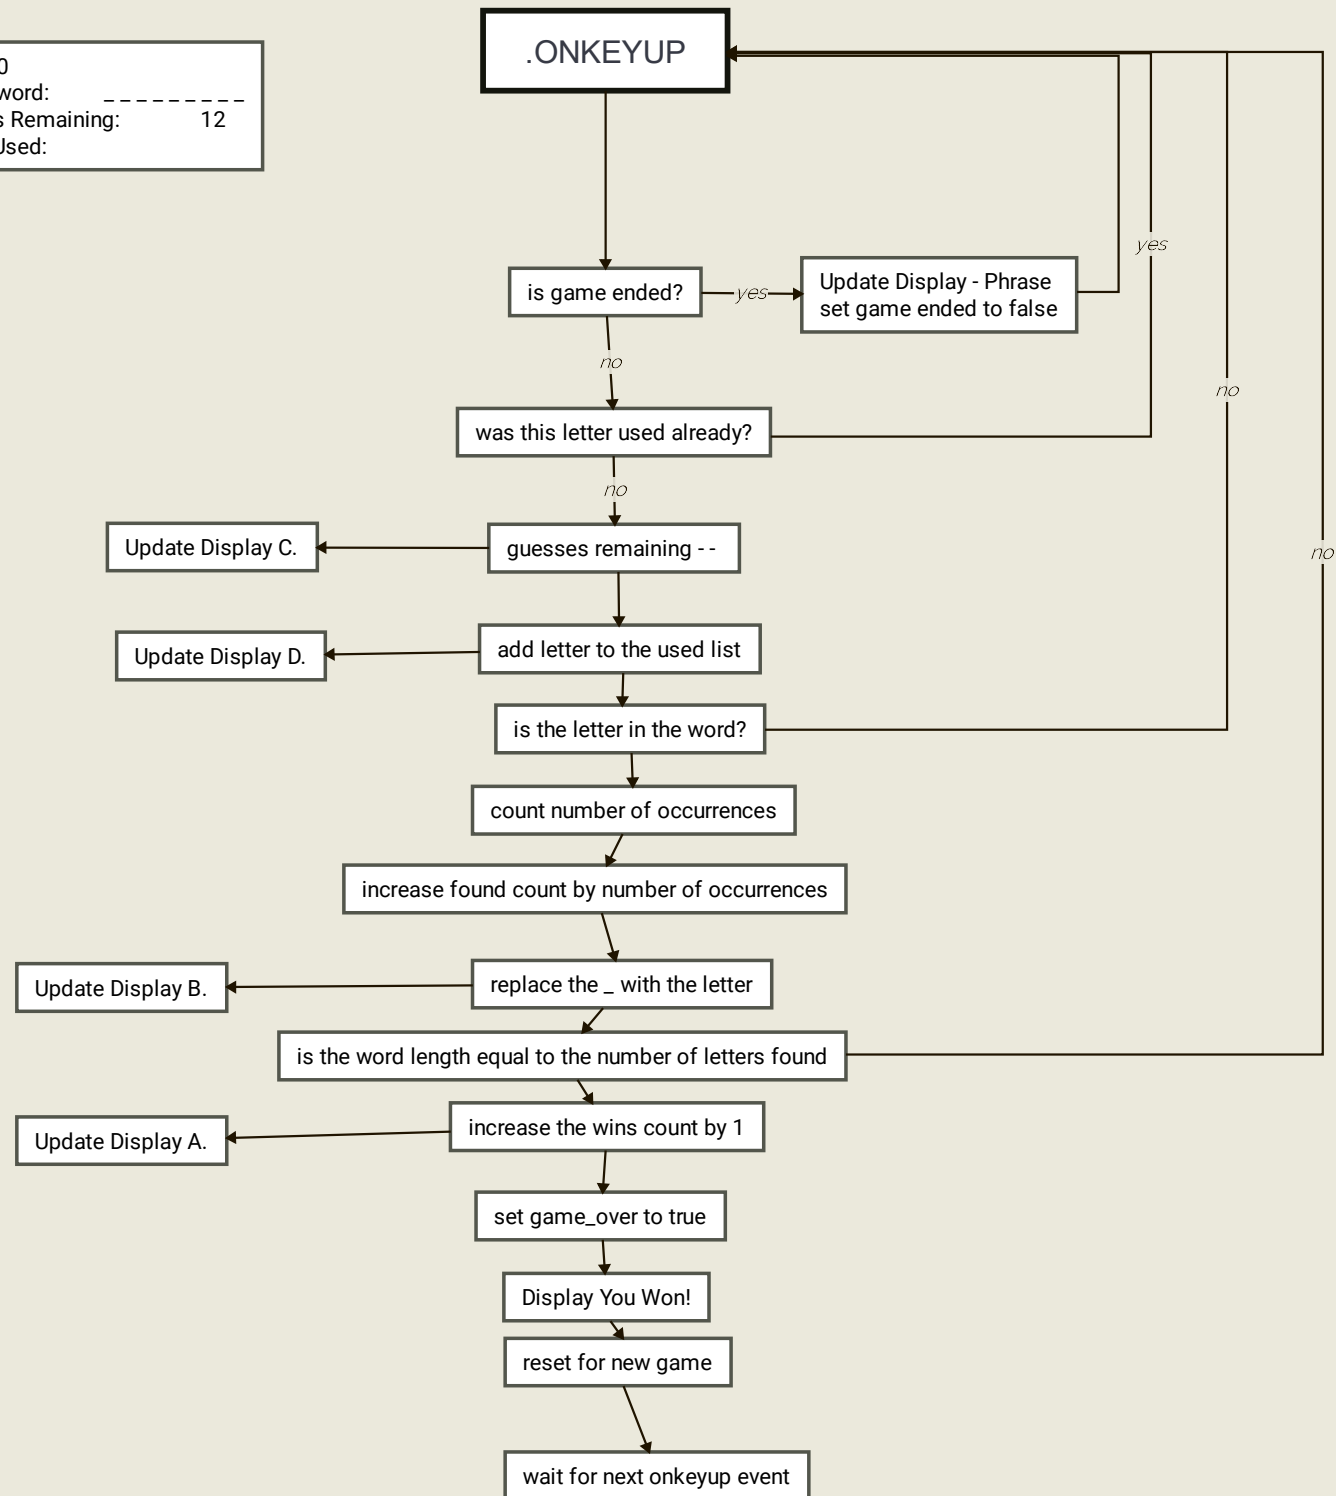 .ONKEYUP
0
word: _ _ _ _ _ _ _ _ _
s Remaining: 12
Used:
yes
is game ended?
yes
Update Display - Phrase
set game ended to false
no
no
was this letter used already?
no
Update Display C.
guesses remaining - -
no
Update Display D.
add letter to the used list
is the letter in the word?
count number of occurrences
increase found count by number of occurrences
Update Display B.
replace the _ with the letter
is the word length equal to the number of letters found
Update Display A.
increase the wins count by 1
set game_over to true
Display You Won!
reset for new game
wait for next onkeyup event